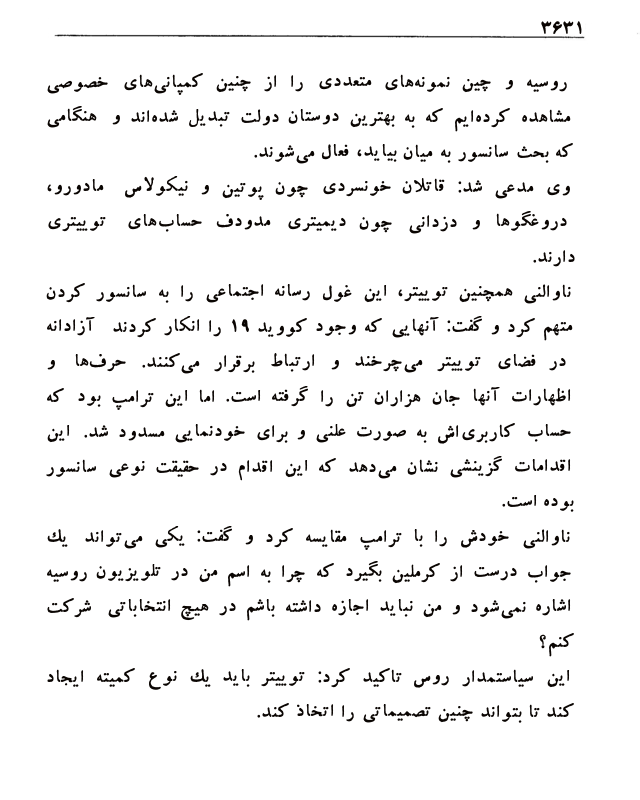 ۳۶۳۱
روسیه و چین نمونه‌های متعددی را از چنین کمپانی‌های خصوصی
مشاهده کرده‌ایم که به بهترین دوستان دولت تبدیل شده‌اند و هنگامی
که بحث سانسور به میان بیاید، فعال می‌شوند.
وی مدعی شد: قاتلان خونسردی چون پوتین و نیکولاس مادورو،
دروغگوها و دزدانی چون دیمیتری مدودف حساب‌های توییتری
دارند.
ناوالنی همچنین توییتر، این غول رسانه اجتماعی را به سانسور کردن
متهم کرد و گفت: آنهایی که وجود کووید ۱۹ را انکار کردند آزادانه
در فضای توییتر می‌چرخند و ارتباط برقرار می‌کنند. حرف‌ها و
اظهارات آنها جان هزاران تن را گرفته است. اما این ترامپ بود که
حساب کاربری‌اش به صورت علنی و برای خودنمایی مسدود شد. این
اقدامات گزینشی نشان می‌دهد که این اقدام در حقیقت نوعی سانسور
بوده است.
ناوالنی خودش را با ترامپ مقایسه کرد و گفت: یکی می‌تواند یك
جواب درست از کرملین بگیرد که چرا به اسم من در تلویزیون روسیه
اشاره نمی‌شود و من نباید اجازه داشته باشم در هیچ انتخاباتی شرکت
کنم؟
این سیاستمدار روس تاکید کرد: توییتر باید یك نوع کمیته ایجاد
کند تا بتواند چنین تصمیماتی را اتخاذ کند.